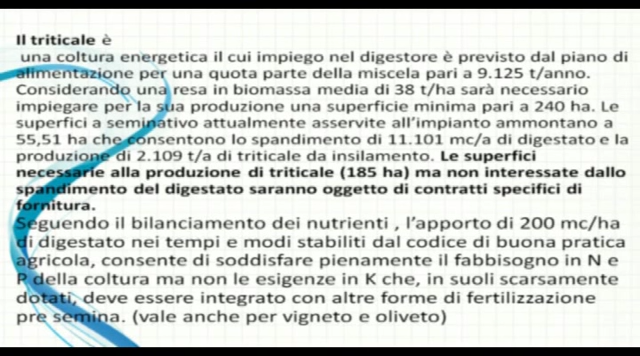 Il triticale è
una coltura energetica il cui impiego nel digestore è previsto dal piano di
alimentazione per una quota parte della miscela pari a 9.125 t/anno.
Considerando una resa in biomassa media di 38 t/ha sarà necessario
impiegare per la sua produzione una superficie minima pari a 240 ha. Le
superfici a seminativo attualmente asservite all'impianto ammontano a
55,51 ha che consentono lo spandimento di 11.101 mc/a di digestato e la
produzione di 2.109 t/a di triticale da insilamento. Le superfici
necessarie alla produzione di triticale (185 ha) ma non interessate dallo
spandimento del digestato saranno oggetto di contratti specifici di
fornitura.
Seguendo il bilanciamento dei nutrienti , l'apporto di 200 mc/ha
di digestato nei tempi e modi stabiliti dal codice di buona pratica
agricola, consente di soddisfare pienamente il fabbisogno in N e
P della coltura ma non le esigenze in K che, in suoli scarsamente
dotati, deve essere integrato con altre forme di fertilizzazione
pre semina. (vale anche per vigneto e oliveto)